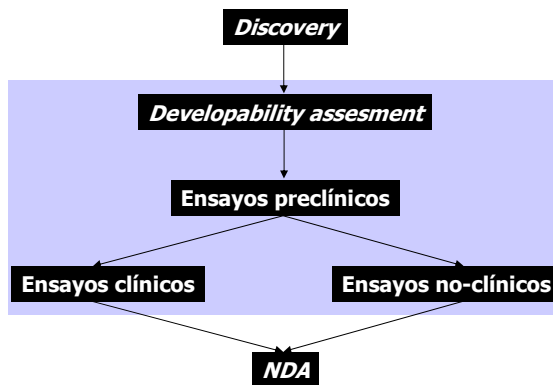 Discovery
Developability assesment
Ensayos preclínicos
Ensayos clínicos
Ensayos no-clínicos
NDA